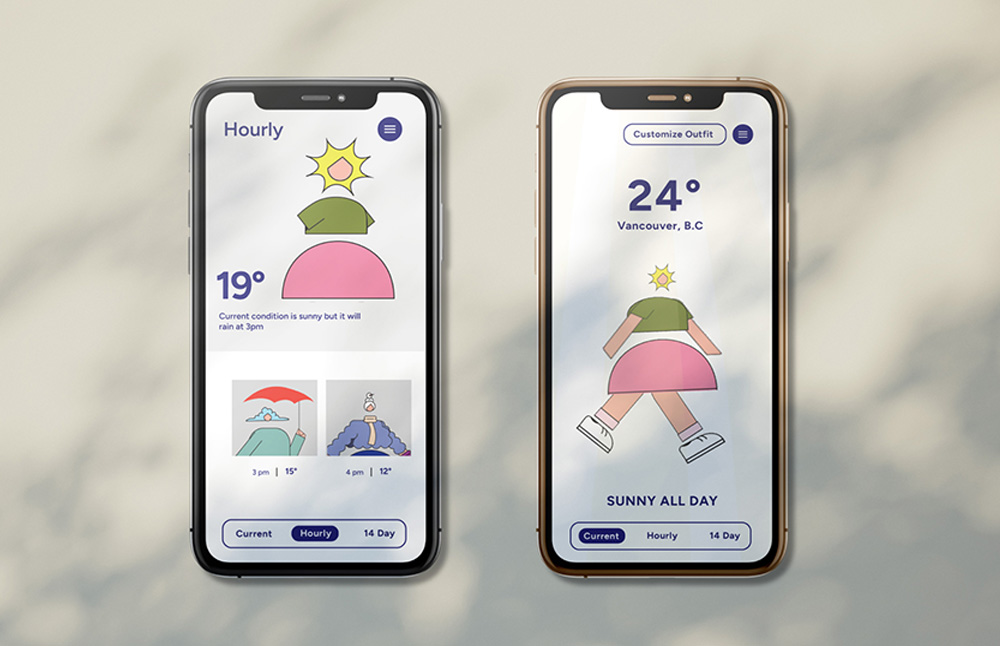 Hourly
19°
Current condition is sunny but it will
rain at 3pm
3 pm | 15°
4 pm | 12°
Current
Hourly
14 Day
Customize Outfit
24°
Vancouver, B.C
SUNNY ALL DAY
Current
Hourly
14 Day